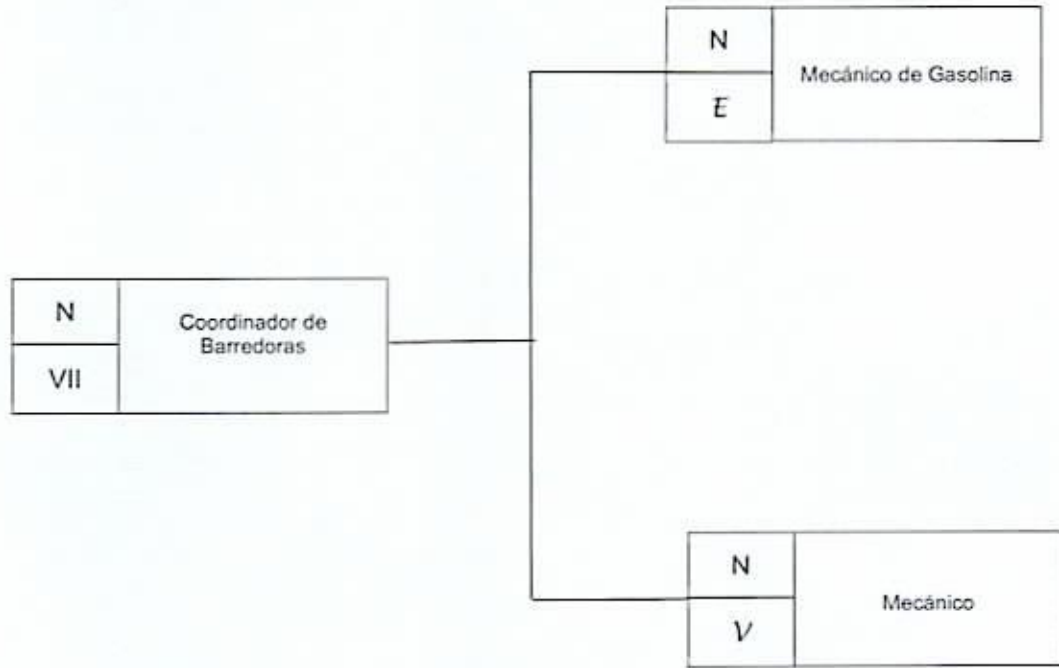 N
E
Mecánico de Gasolina
N
VII
Coordinador de
Barredoras
N
V
Mecánico